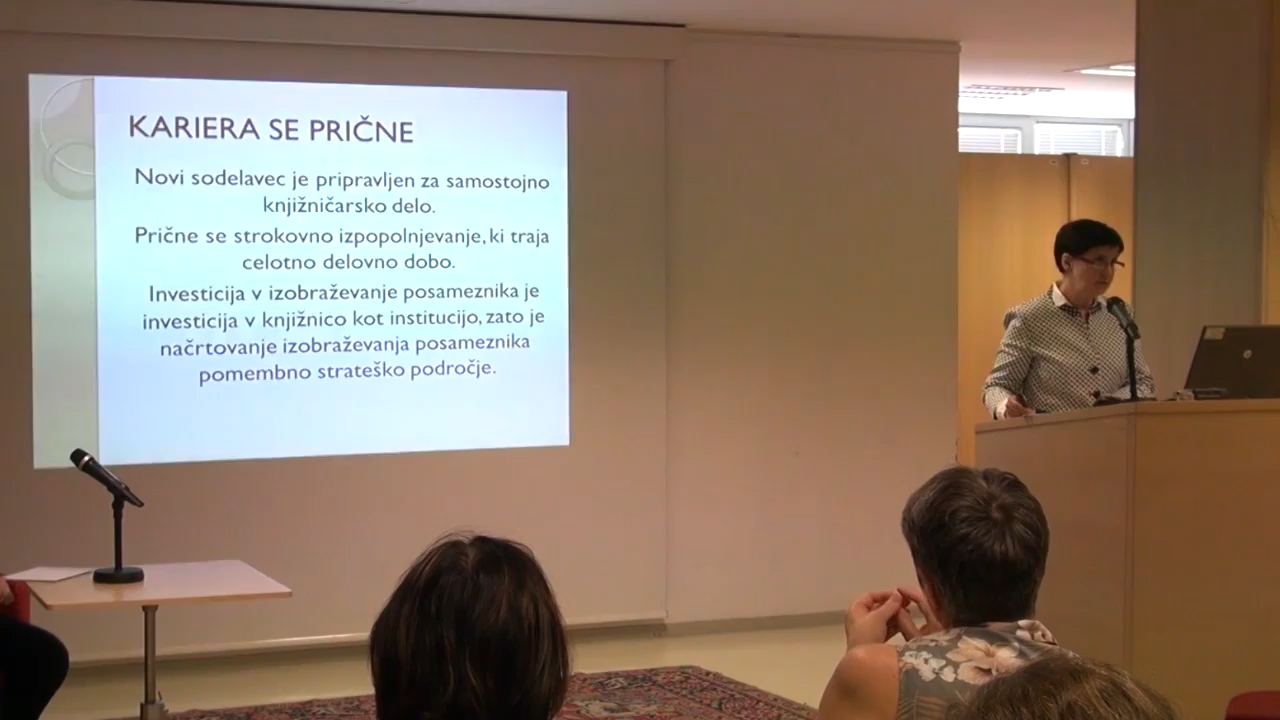 KARIERA SE PRIČNE
Novi sodelavec je pripravljen za samostojno
knjižničarsko delo.
Prične se strokovno izpopolnjevanje, ki traja
celotno delovno dobo.
Investicija v izobraževanje posameznika je
investicija v knjižnico kot institucijo, zato je
načrtovanje izobraževanja posameznika
pomembno strateško področje.